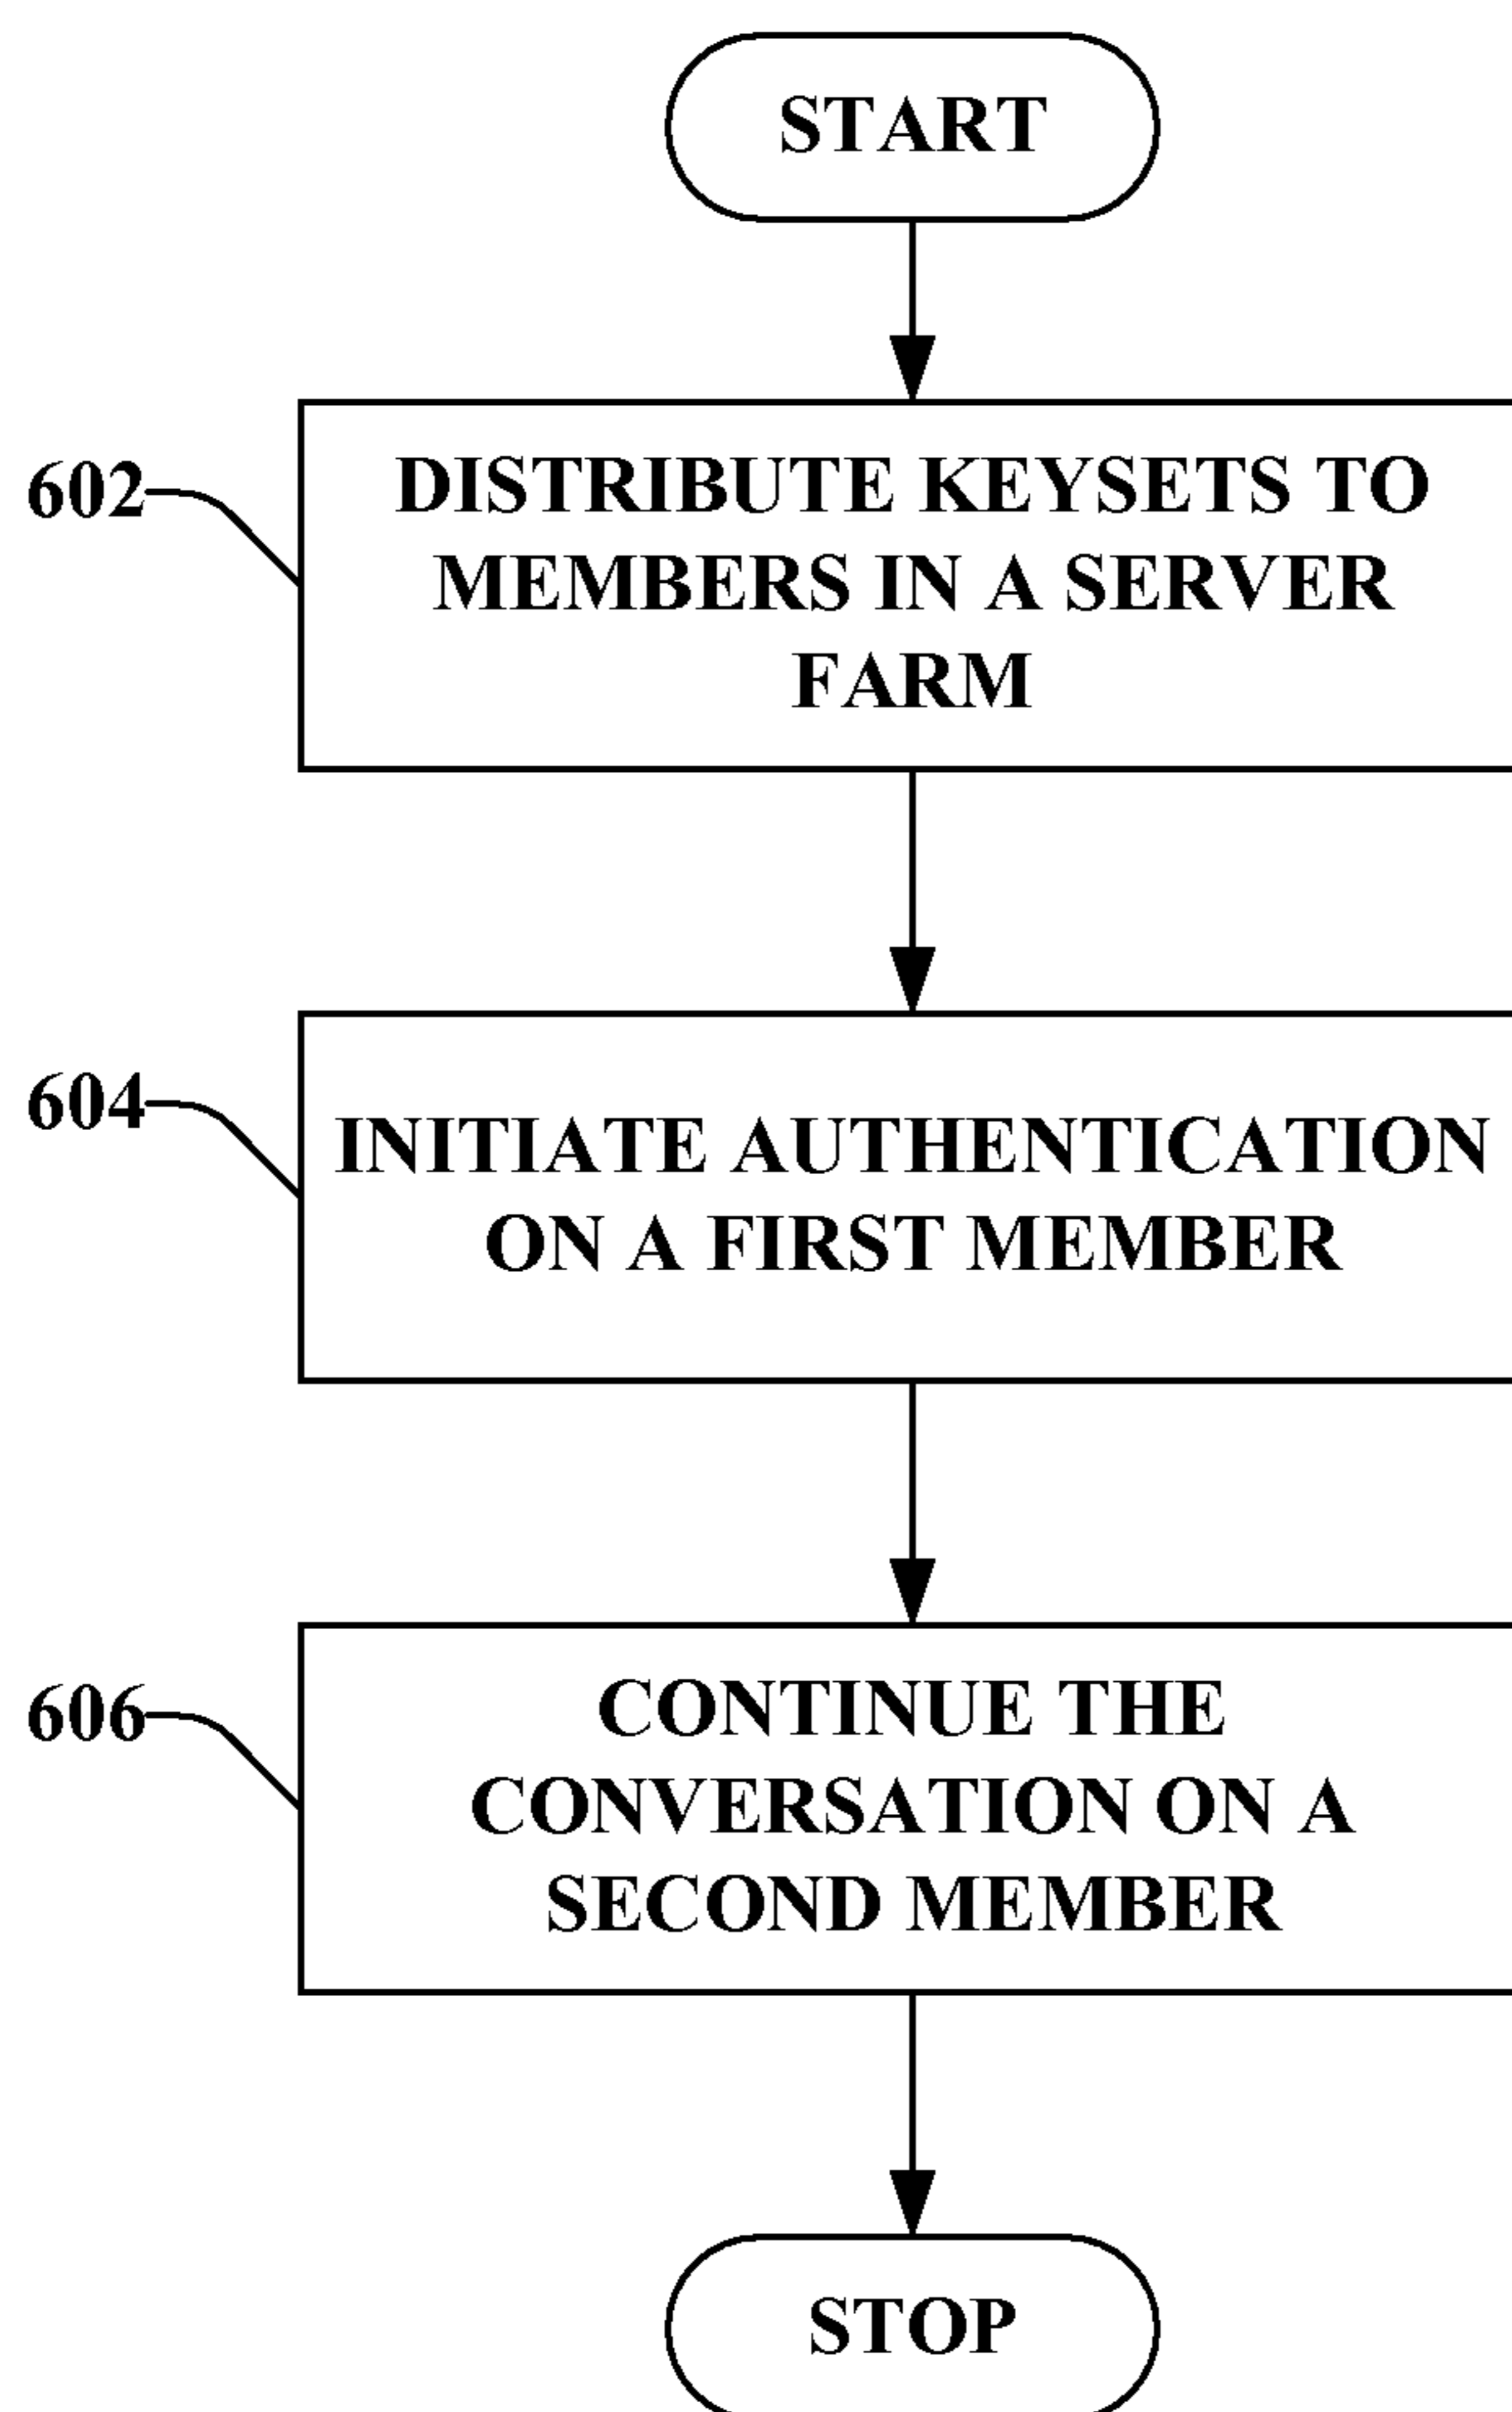 START
602
DISTRIBUTE KEYSETS TO
MEMBERS IN A SERVER
FARM
604
INITIATE AUTHENTICATION
ON A FIRST MEMBER
606
CONTINUE THE
CONVERSATION ON A
SECOND MEMBER
STOP